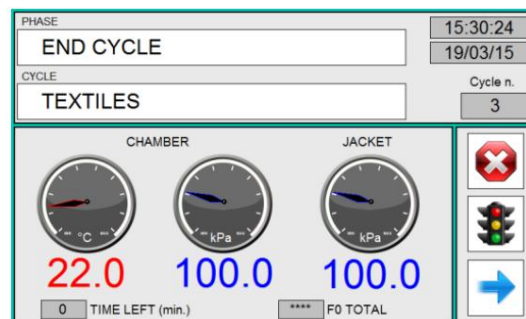 PHASE
END CYCLE
15:30:24
19/03/15
CYCLE
TEXTILES
Cycle n.
3
CHAMBER JACKET
°C kPa kPa
22.0 100.0 100.0
0 TIME LEFT (min.) **** F0 TOTAL